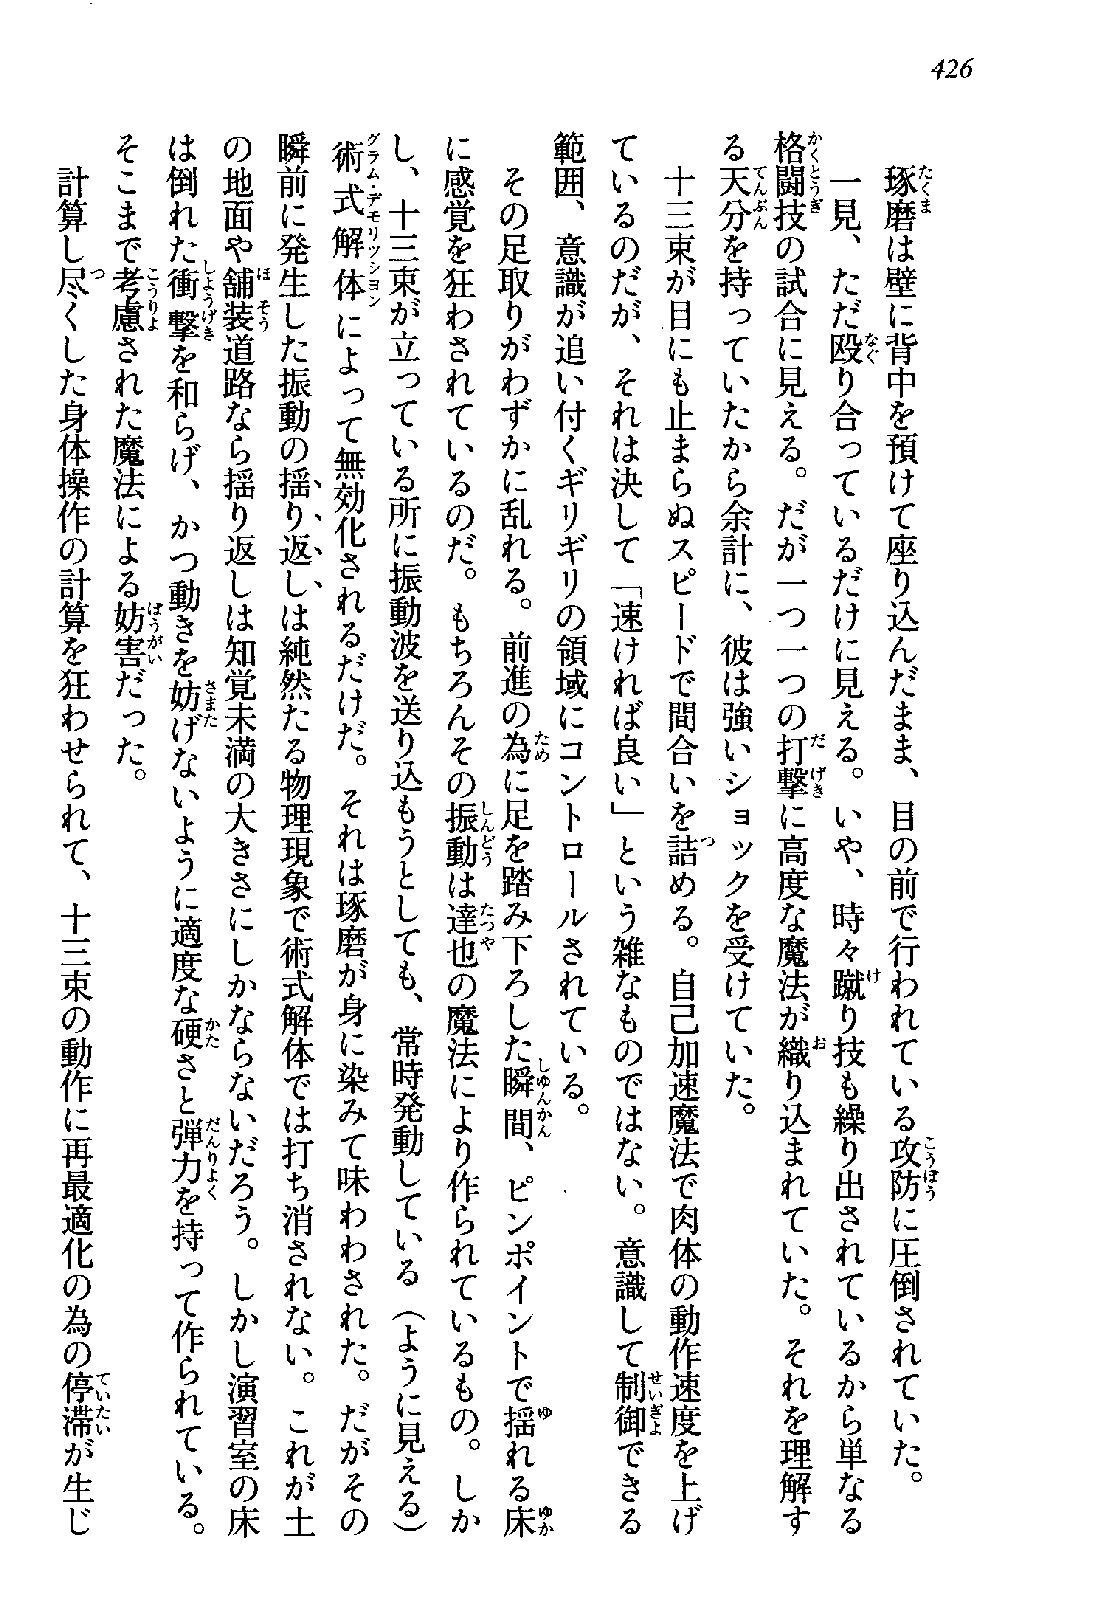 426
琢磨は壁に背中を預けて座り込んだまま、目の前で行われている攻防に圧倒されていた。
一見、ただ殴り合っているだけに見える。いや、時々蹴り技も繰り出されているから単なる
格闘技の試合に見える。だが一つ一つの打撃に高度な魔法が織り込まれていた。それを理解す
る天分を持っていたから余計に、彼は強いショックを受けていた。
十三束が目にも止まらぬスピードで間合いを詰める。自己加速魔法で肉体の動作速度を上げ
ているのだが、それは決して「速ければ良い」という雑なものではない。意識して制御できる
範囲、意識が追い付くギリギリの領域にコントロールされている。
その足取りがわずかに乱れる。前進の為に足を踏み下ろした瞬間、ピンポイントで揺れる床
に感覚を狂わされているのだ。もちろんその振動は達也の魔法により作られているもの。しか
し、十三束が立っている所に振動波を送り込もうとしても、常時発動している（ように見える）
術式解体によって無効化されるだけだ。それは琢磨が身に染みて味わわされた。だがその
瞬前に発生した振動の揺り返しは純然たる物理現象で術式解体では打ち消されない。これが土
の地面や舗装道路なら揺り返しは知覚未満の大きさにしかならないだろう。しかし演習室の床
は倒れた衝撃を和らげ、かつ動きを妨げないように適度な硬さと弾力を持って作られている。
そこまで考慮された魔法による妨害だった。
計算し尽くした身体操作の計算を狂わせられて、十三束の動作に再最適化の為の停滞が生じ